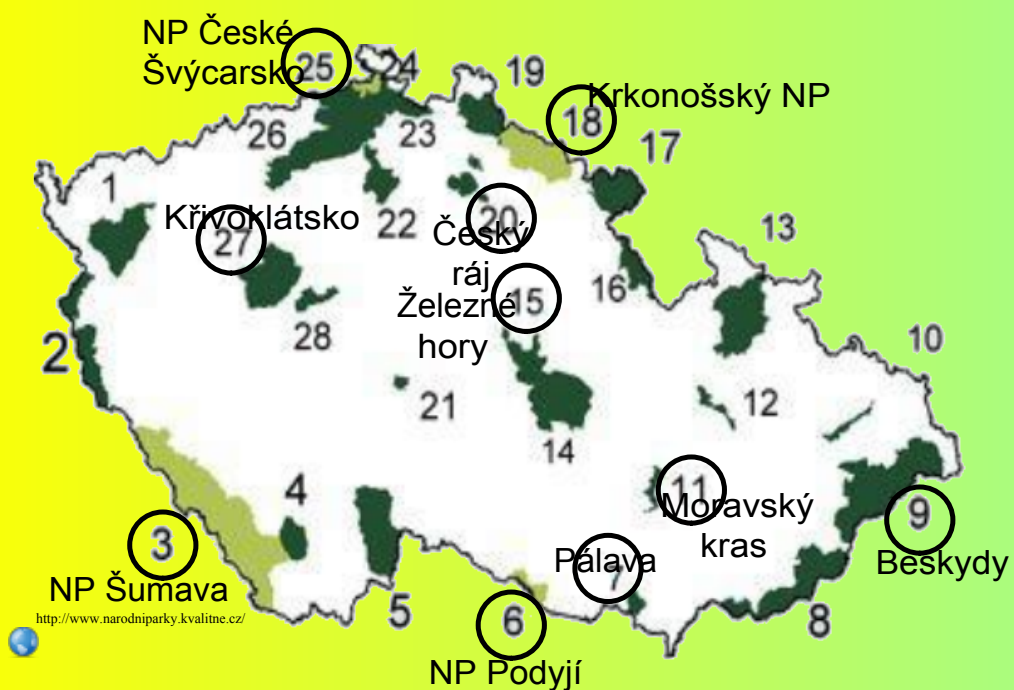 NP České
Švýcarsko
25
24
19
Krkonošský NP
18
26
23
17
1
Křivoklátsko
27
22
20
Český
ráj
13
Železné
hory
15
16
28
2
10
21
12
14
4
11
Moravský
kras
3
9
Beskydy
Pálava
7
NP Šumava
http://www.narodniparky.kvalitne.cz/
5
6
8
NP Podyjí